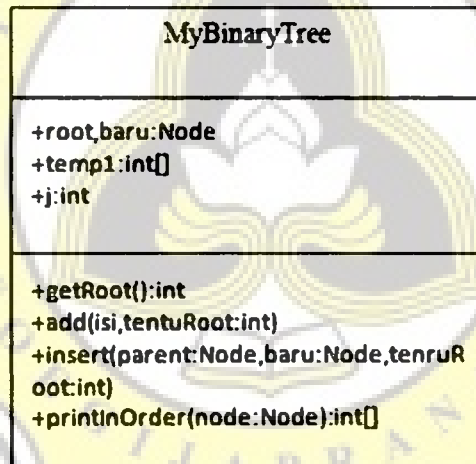 MyBinaryTree
+root,baru:Node
+temp1:int[]
+j:int
+getRoot():int
+add(isi,tentuRoot:int)
+insert(parent:Node,baru:Node,tenruR
oot:int)
+printInOrder(node:Node):int[]